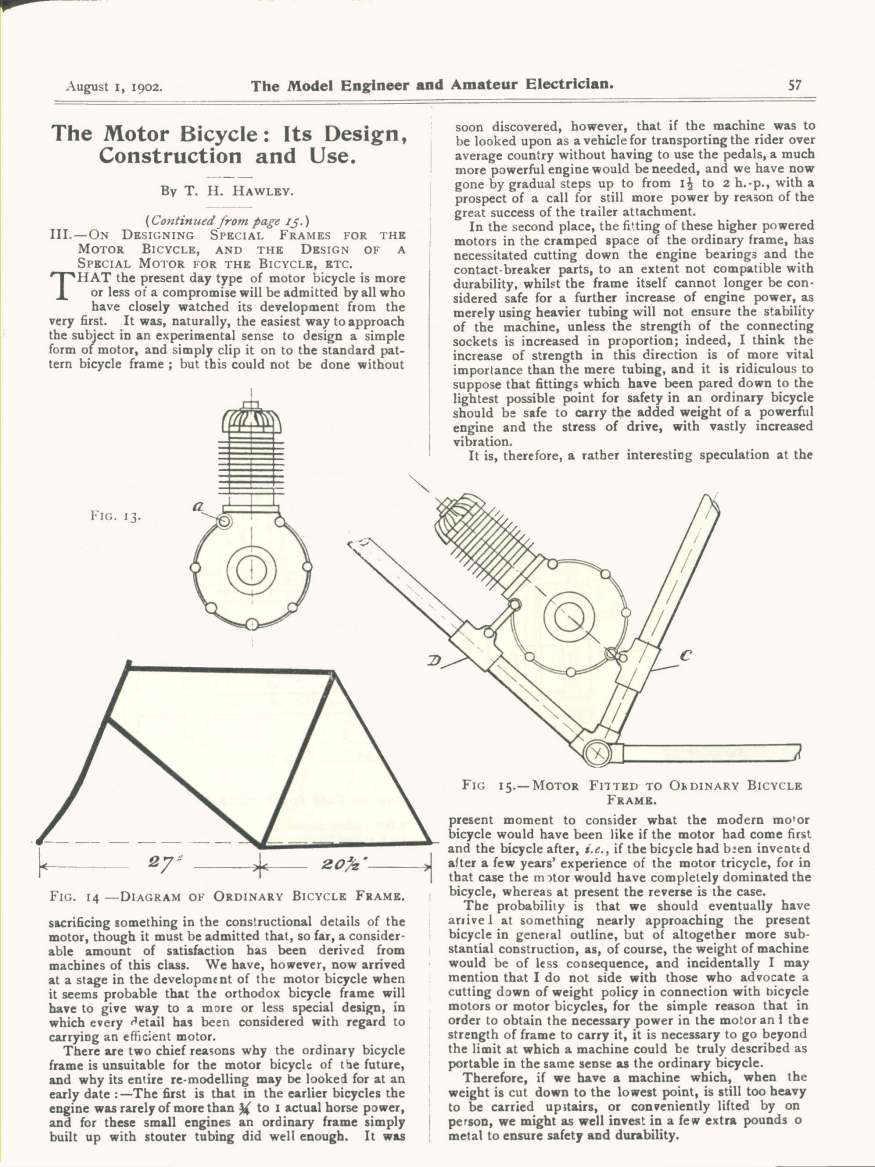 August 1, 1902.
The Model Engineer and Amateur Electrician.
57
The Motor Bicycle: Its Design,
Construction and Use.
By T. H. HAWLEY.
(Continued from page 15.)
III.—ON DESIGNING SPECIAL FRAMES FOR THE
MOTOR BICYCLE, AND THE DESIGN OF A
SPECIAL MOTOR FOR THE BICYCLE, ETC.
THAT the present day type of motor bicycle is more
or less of a compromise will be admitted by all who
have closely watched its development from the
very first. It was, naturally, the easiest way to approach
the subject in an experimental sense to design a simple
form of motor, and simply clip it on to the standard pat-
tern bicycle frame; but this could not be done without
FIG. 13.
a
27"
20½"
FIG. 14 —DIAGRAM OF ORDINARY BICYCLE FRAME.
sacrificing something in the constructional details of the
motor, though it must be admitted that, so far, a consider-
able amount of satisfaction has been derived from
machines of this class. We have, however, now arrived
at a stage in the development of the motor bicycle when
it seems probable that the orthodox bicycle frame will
have to give way to a more or less special design, in
which every detail has been considered with regard to
carrying an efficient motor.
There are two chief reasons why the ordinary bicycle
frame is unsuitable for the motor bicycle of the future,
and why its entire re-modelling may be looked for at an
early date:—The first is that in the earlier bicycles the
engine was rarely of more than ¾ to 1 actual horse power,
and for these small engines an ordinary frame simply
built up with stouter tubing did well enough. It was
soon discovered, however, that if the machine was to
be looked upon as a vehicle for transporting the rider over
average country without having to use the pedals, a much
more powerful engine would be needed, and we have now
gone by gradual steps up to from 1½ to 2 h.-p., with a
prospect of a call for still more power by reason of the
great success of the trailer attachment.
In the second place, the fitting of these higher powered
motors in the cramped space of the ordinary frame, has
necessitated cutting down the engine bearings and the
contact-breaker parts, to an extent not compatible with
durability, whilst the frame itself cannot longer be con-
sidered safe for a further increase of engine power, as
merely using heavier tubing will not ensure the stability
of the machine, unless the strength of the connecting
sockets is increased in proportion; indeed, I think the
increase of strength in this direction is of more vital
importance than the mere tubing, and it is ridiculous to
suppose that fittings which have been pared down to the
lightest possible point for safety in an ordinary bicycle
should be safe to carry the added weight of a powerful
engine and the stress of drive, with vastly increased
vibration.
It is, therefore, a rather interesting speculation at the
D
C
FIG 15.—MOTOR FITTED TO ORDINARY BICYCLE
FRAME.
present moment to consider what the modern motor
bicycle would have been like if the motor had come first
and the bicycle after, i.e., if the bicycle had been invented
after a few years' experience of the motor tricycle, for in
that case the motor would have completely dominated the
bicycle, whereas at present the reverse is the case.
The probability is that we should eventually have
arrived at something nearly approaching the present
bicycle in general outline, but of altogether more sub-
stantial construction, as, of course, the weight of machine
would be of less consequence, and incidentally I may
mention that I do not side with those who advocate a
cutting down of weight policy in connection with bicycle
motors or motor bicycles, for the simple reason that in
order to obtain the necessary power in the motor and the
strength of frame to carry it, it is necessary to go beyond
the limit at which a machine could be truly described as
portable in the same sense as the ordinary bicycle.
Therefore, if we have a machine which, when the
weight is cut down to the lowest point, is still too heavy
to be carried upstairs, or conveniently lifted by on
person, we might as well invest in a few extra pounds o
metal to ensure safety and durability.